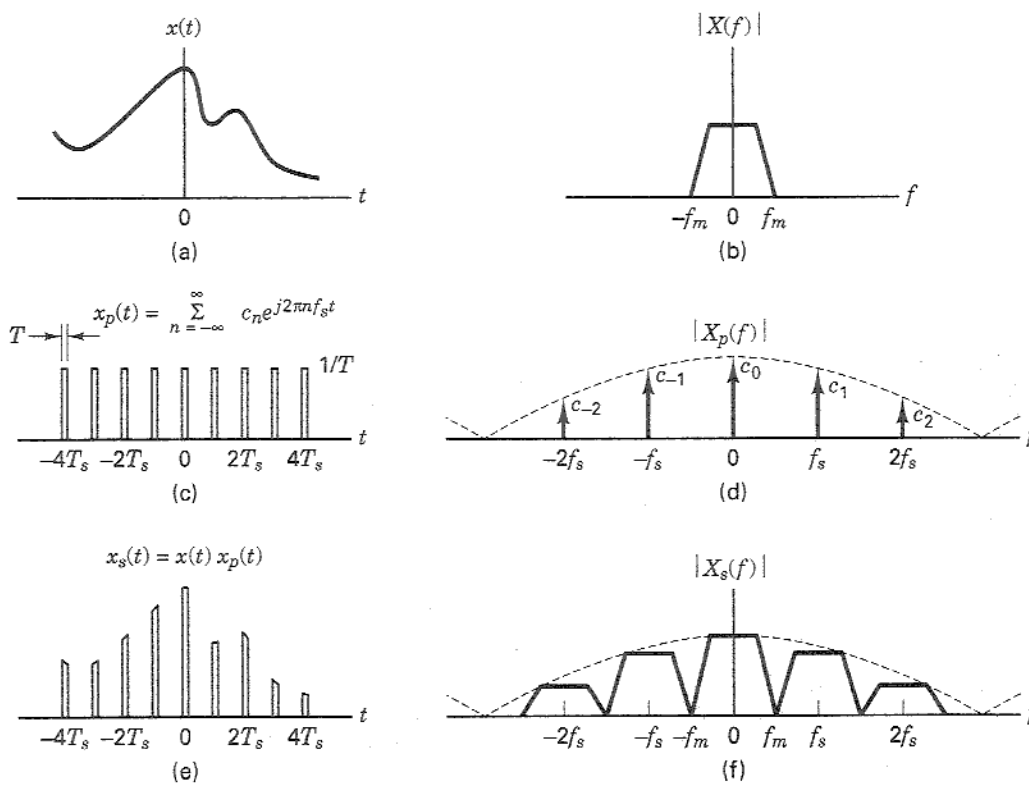 x(t)
t
0
(a)
|X(f)|
f
−f_m 0 f_m
(b)
x_p(t) = ∞ Σ n = −∞ c_n e^{j2πnf_s t}
T
1/T
t
−4T_s −2T_s 0 2T_s 4T_s
(c)
|X_p(f)|
c_−2 c_−1 c_0 c_1 c_2
−2f_s −f_s 0 f_s 2f_s
(d)
x_s(t) = x(t) x_p(t)
t
−4T_s −2T_s 0 2T_s 4T_s
(e)
|X_s(f)|
−2f_s −f_s −f_m 0 f_m f_s 2f_s
(f)